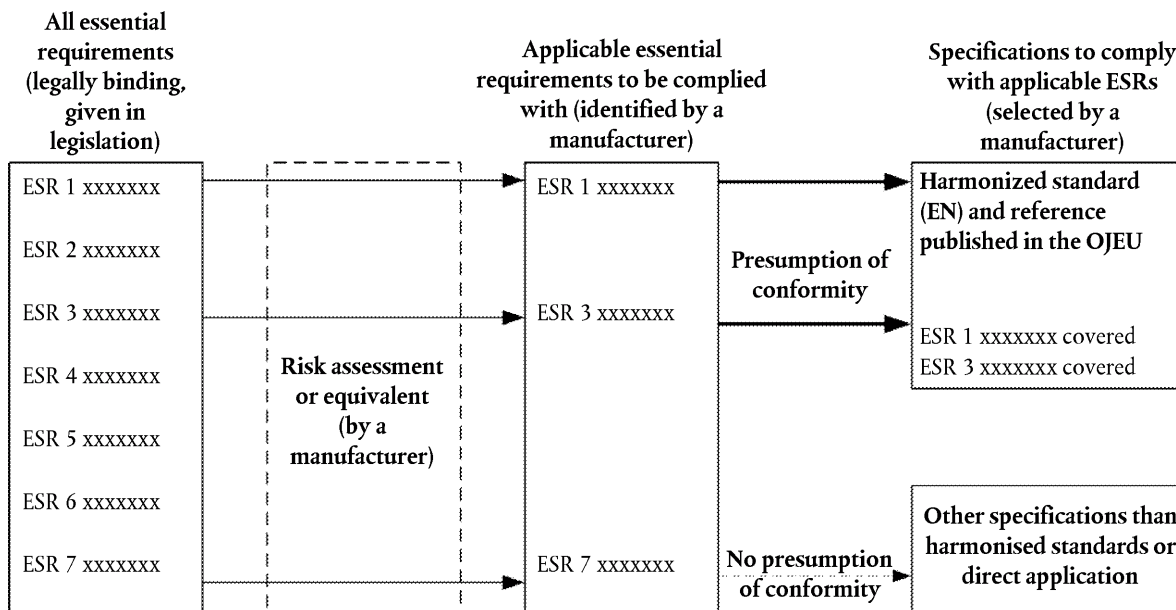 All essential
requirements
(legally binding,
given in
legislation)
ESR 1 xxxxxxx
ESR 2 xxxxxxx
ESR 3 xxxxxxx
ESR 4 xxxxxxx
ESR 5 xxxxxxx
ESR 6 xxxxxxx
ESR 7 xxxxxxx
Risk assessment
or equivalent
(by a
manufacturer)
Applicable essential
requirements to be complied
with (identified by a
manufacturer)
ESR 1 xxxxxxx
ESR 3 xxxxxxx
ESR 7 xxxxxxx
Presumption of
conformity
No presumption
of conformity
Specifications to comply
with applicable ESRs
(selected by a
manufacturer)
Harmonized standard
(EN) and reference
published in the OJEU
ESR 1 xxxxxxx covered
ESR 3 xxxxxxx covered
Other specifications than
harmonised standards or
direct application